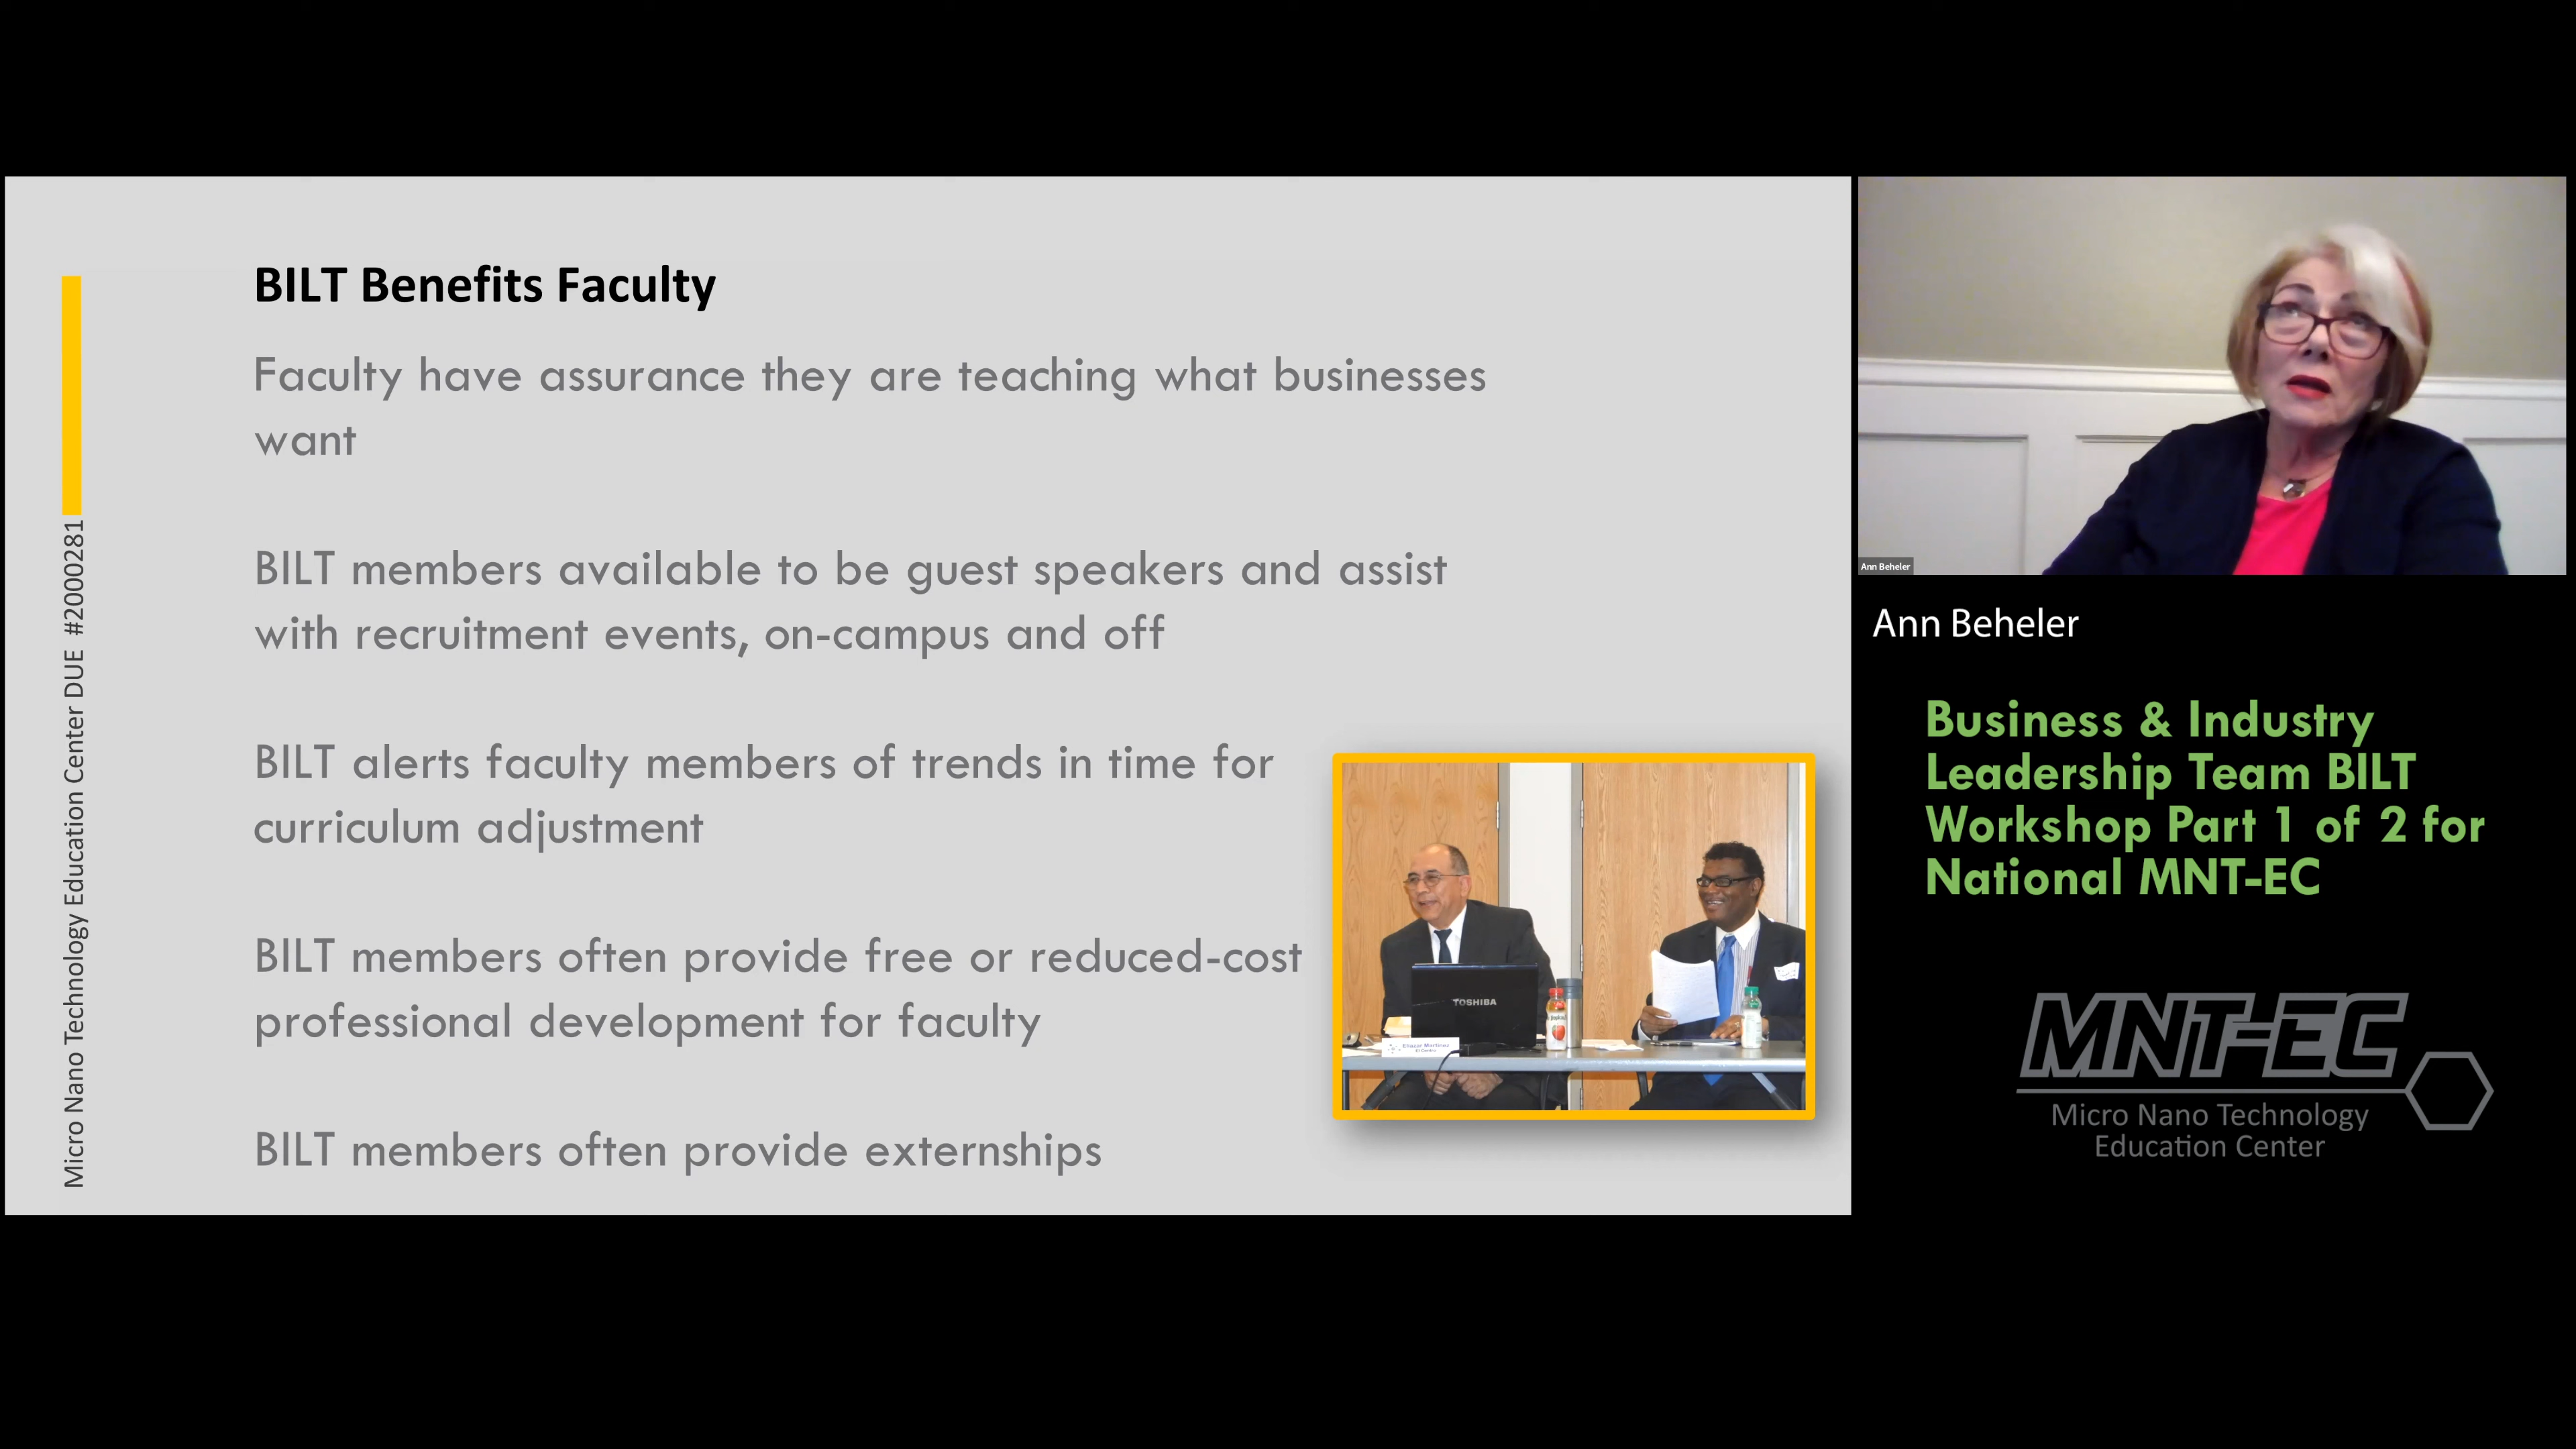 BILT Benefits Faculty
Faculty have assurance they are teaching what businesses
want
BILT members available to be guest speakers and assist
with recruitment events, on-campus and off
BILT alerts faculty members of trends in time for
curriculum adjustment
BILT members often provide free or reduced-cost
professional development for faculty
BILT members often provide externships
Micro Nano Technology Education Center DUE #2000281
TOSHIBA
Ann Beheler
Ann Beheler
Business & Industry
Leadership Team BILT
Workshop Part 1 of 2 for
National MNT-EC
MNT-EC
Micro Nano Technology
Education Center